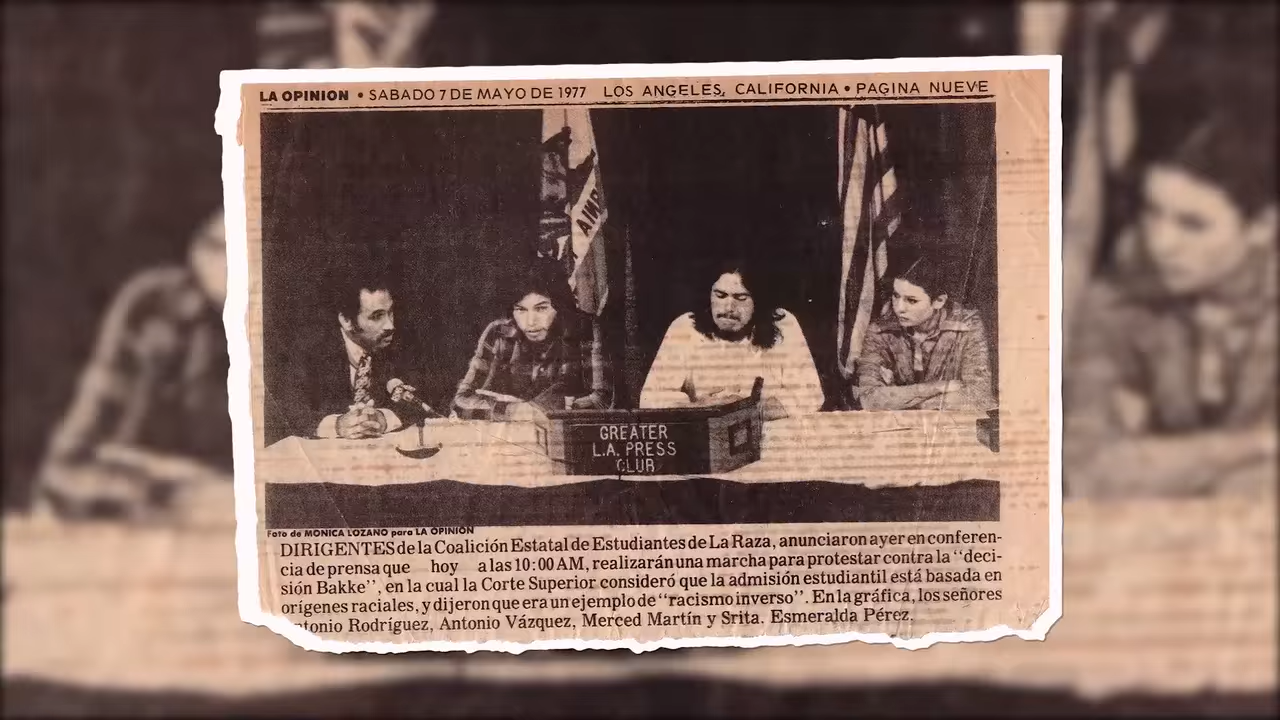 LA OPINION • SABADO 7 DE MAYO DE 1977 LOS ANGELES, CALIFORNIA • PAGINA NUEVE
GREATER
L.A. PRESS
CLUB
Foto de MONICA LOZANO para LA OPINION
DIRIGENTES de la Coalición Estatal de Estudiantes de La Raza, anunciaron ayer en conferen-
cia de prensa que hoy a las 10:00 AM, realizarán una marcha para protestar contra la "deci-
sión Bakke", en la cual la Corte Superior consideró que la admisión estudiantil está basada en
orígenes raciales, y dijeron que era un ejemplo de "racismo inverso". En la gráfica, los señores
Rodríguez, Antonio Vázquez, Merced Martín y Srita. Esmeralda Pérez.